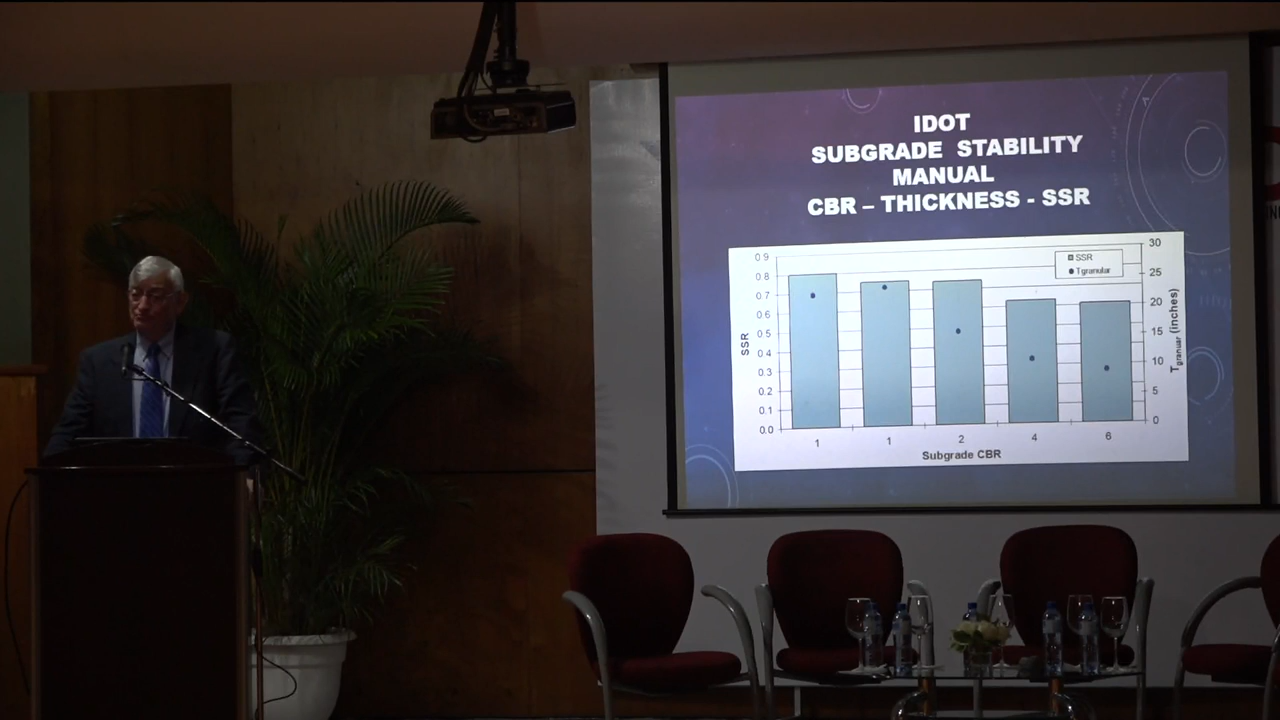 IDOT
SUBGRADE STABILITY
MANUAL
CBR – THICKNESS - SSR
0.9
0.8
0.7
0.6
0.5
0.4
0.3
0.2
0.1
0.0
SSR
SSR
Tgranular
30
25
20
15
10
5
0
Tgranular (inches)
1 1 2 4 6
Subgrade CBR